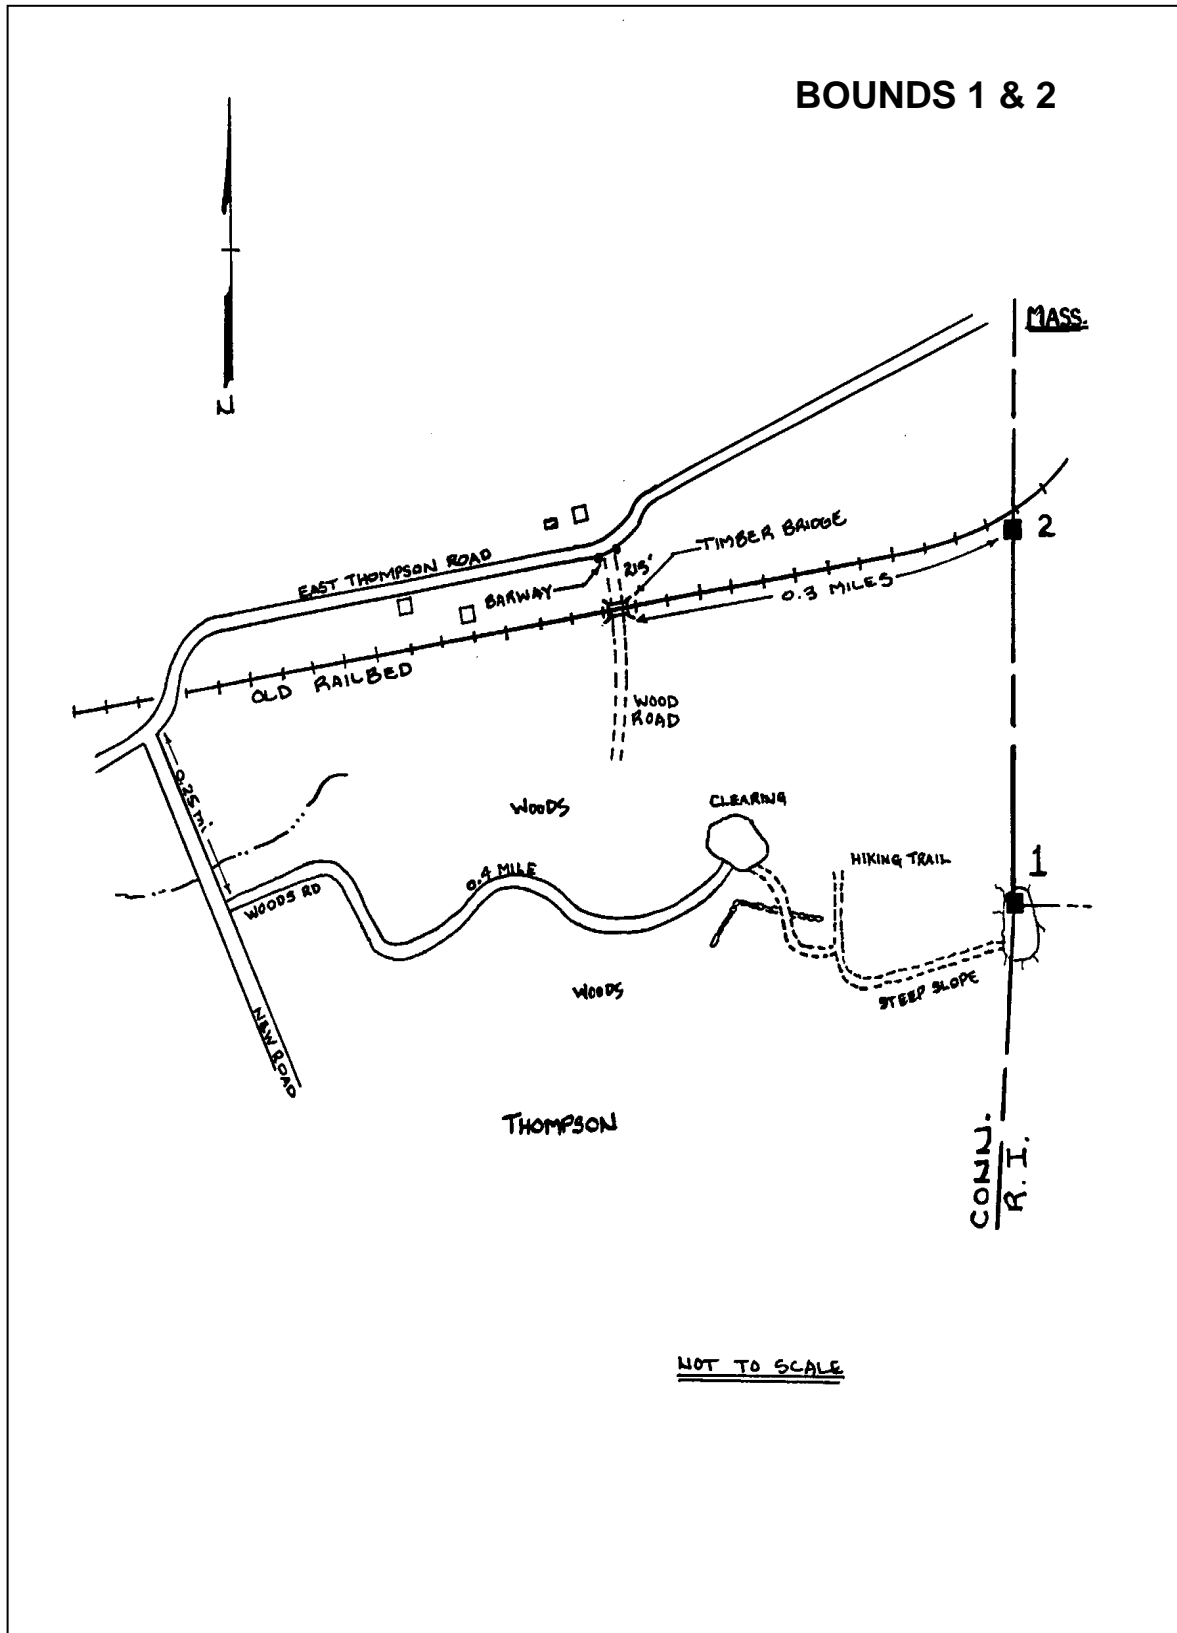 BOUNDS 1 & 2
MASS.
N
2
TIMBER BRIDGE
EAST THOMPSON ROAD
215'
BARWAY
0.3 MILES
OLD RAILBED
WOOD
ROAD
0.25 mi
WOODS
CLEARING
1
HIKING TRAIL
0.4 MILE
WOODS RD
STEEP SLOPE
WOODS
NEW ROAD
THOMPSON
CONN.
R. I.
NOT TO SCALE